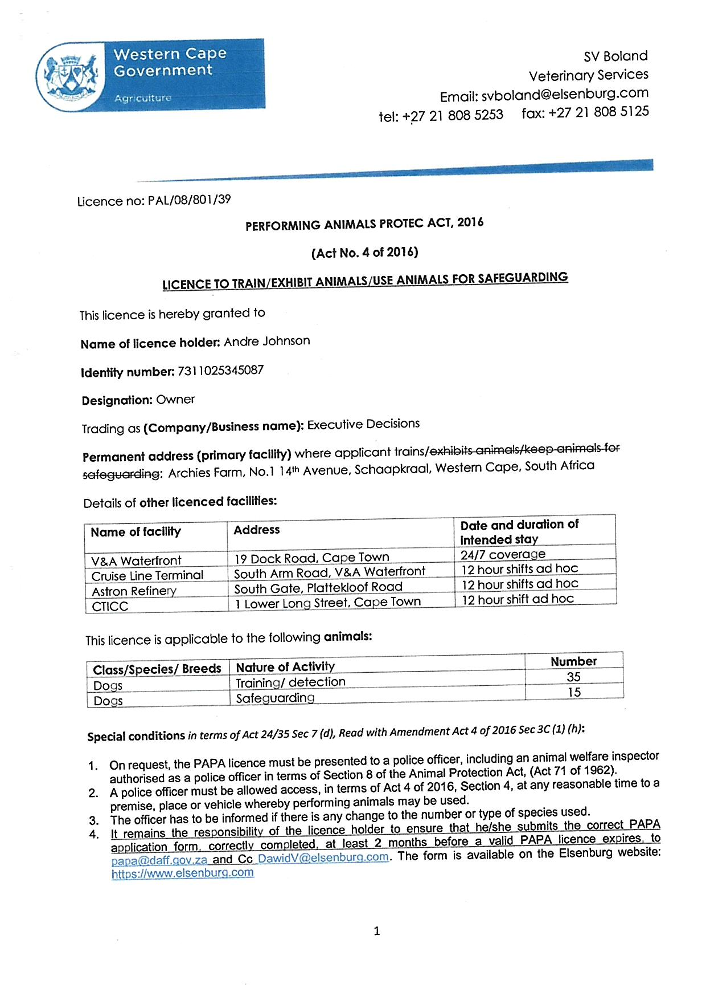 Western Cape
Government
Agriculture
SV Boland
Veterinary Services
Email: svboland@elsenburg.com
tel: +27 21 808 5253 fax: +27 21 808 5125
Licence no: PAL/08/801/39
PERFORMING ANIMALS PROTEC ACT, 2016
(Act No. 4 of 2016)
LICENCE TO TRAIN/EXHIBIT ANIMALS/USE ANIMALS FOR SAFEGUARDING
This licence is hereby granted to
Name of licence holder: Andre Johnson
Identity number: 7311025345087
Designation: Owner
Trading as (Company/Business name): Executive Decisions
Permanent address (primary facility) where applicant trains/exhibits animals/keep animals for
safeguarding: Archies Farm, No.1 14th Avenue, Schaapkraal, Western Cape, South Africa
Details of other licenced facilities:
Name of facility Address Date and duration of
intended stay
V&A Waterfront 19 Dock Road, Cape Town 24/7 coverage
Cruise Line Terminal South Arm Road, V&A Waterfront 12 hour shifts ad hoc
Astron Refinery South Gate, Plattekloof Road 12 hour shifts ad hoc
CTICC 1 Lower Long Street, Cape Town 12 hour shift ad hoc
This licence is applicable to the following animals:
Class/Species/ Breeds Nature of Activity Number
Dogs Training/ detection 35
Dogs Safeguarding 15
Special conditions in terms of Act 24/35 Sec 7 (d), Read with Amendment Act 4 of 2016 Sec 3C (1) (h):
1. On request, the PAPA licence must be presented to a police officer, including an animal welfare inspector
authorised as a police officer in terms of Section 8 of the Animal Protection Act, (Act 71 of 1962).
2. A police officer must be allowed access, in terms of Act 4 of 2016, Section 4, at any reasonable time to a
premise, place or vehicle whereby performing animals may be used.
3. The officer has to be informed if there is any change to the number or type of species used.
4. It remains the responsibility of the licence holder to ensure that he/she submits the correct PAPA
application form, correctly completed, at least 2 months before a valid PAPA licence expires, to
papa@daff.gov.za and Cc DawidV@elsenburg.com. The form is available on the Elsenburg website:
https://www.elsenburg.com
1